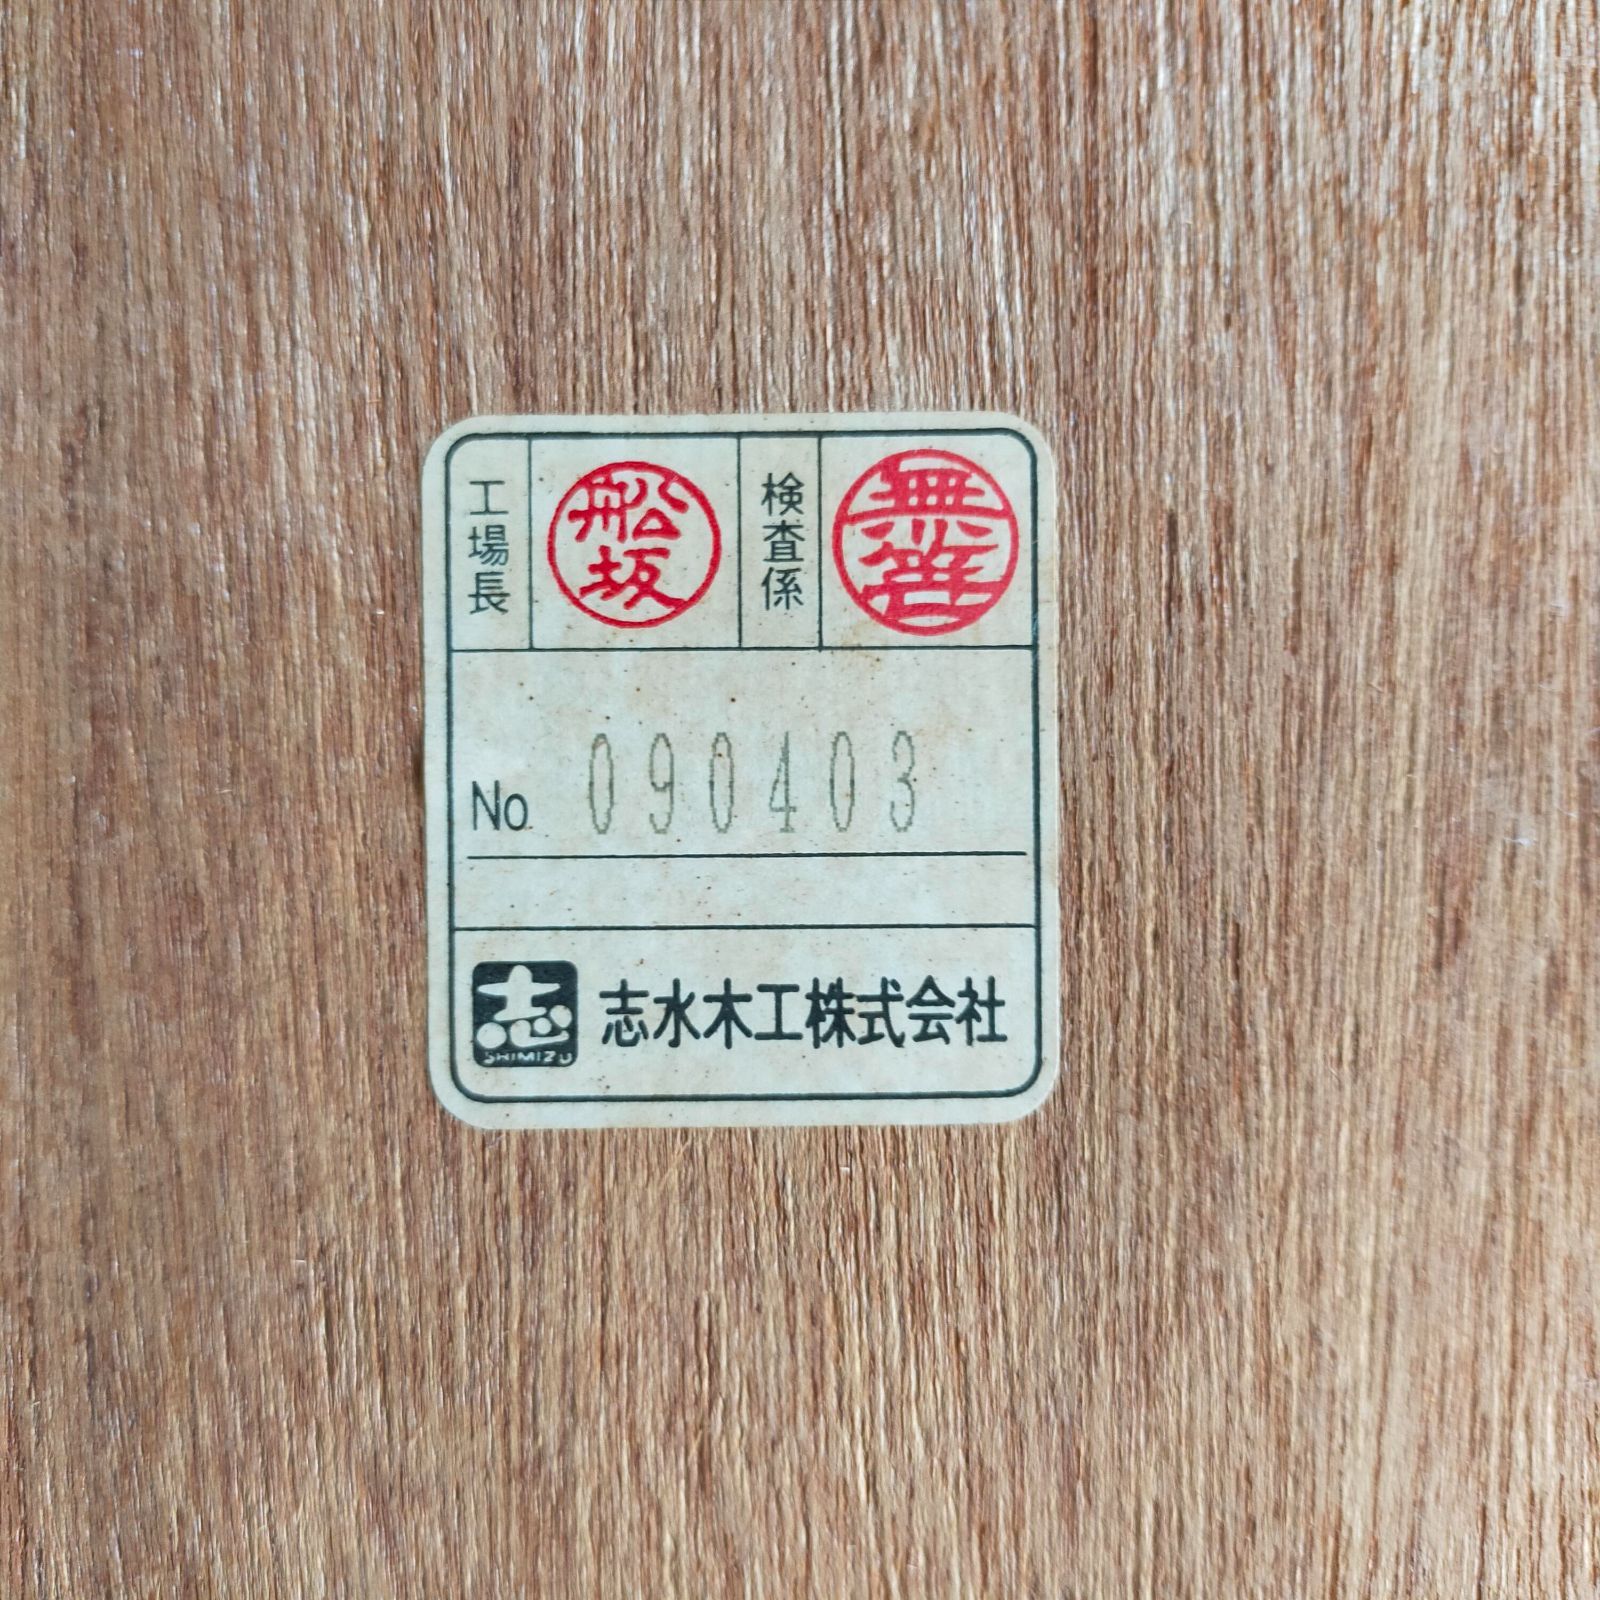 工場長
船坂
検査係
No 090403
志 SHIMIZU
志水木工株式会社